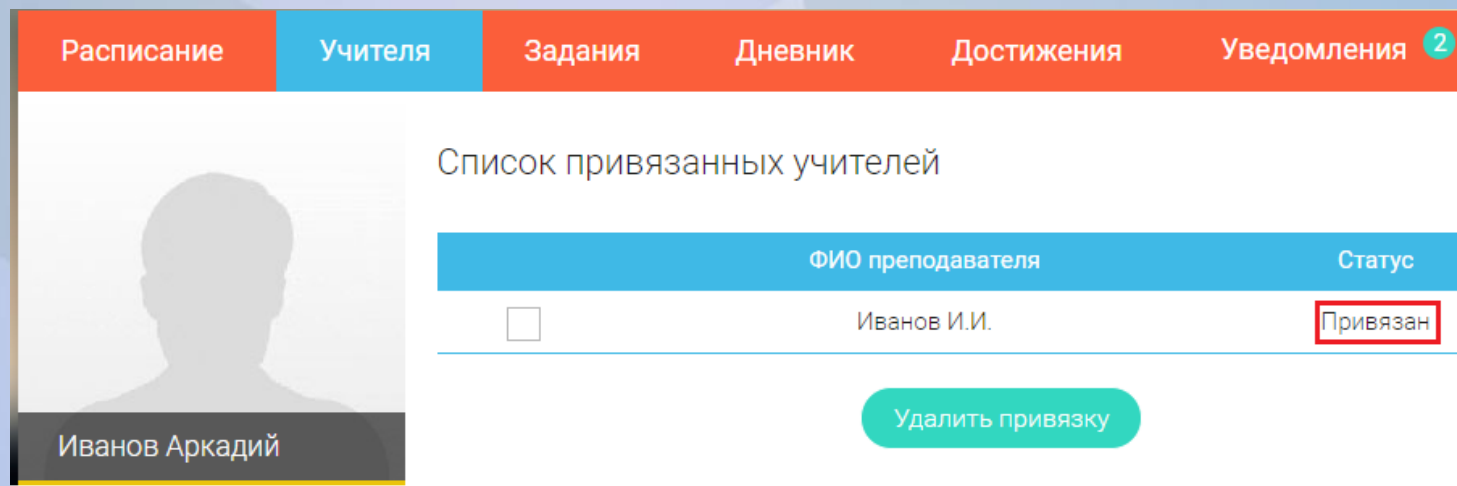 Расписание Учителя Задания Дневник Достижения Уведомления 2
Список привязанных учителей
ФИО преподавателя Статус
Иванов И.И. Привязан
Удалить привязку
Иванов Аркадий